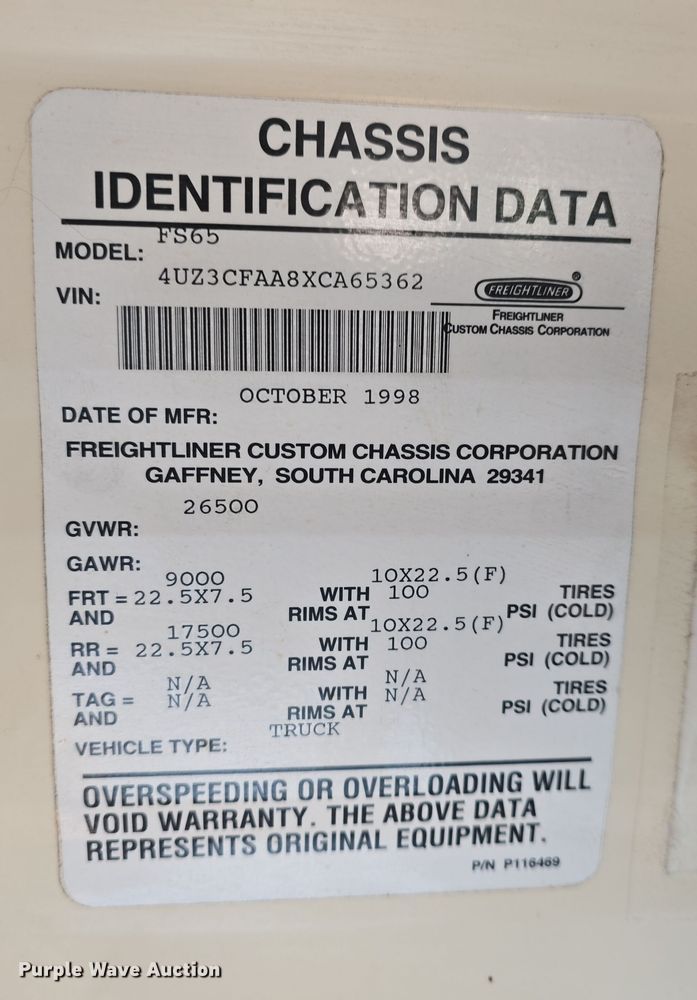 CHASSIS
IDENTIFICATION DATA
MODEL: FS65
VIN: 4UZ3CFAA8XCA65362
FREIGHTLINER ®
FREIGHTLINER
CUSTOM CHASSIS CORPORATION
OCTOBER 1998
DATE OF MFR:
FREIGHTLINER CUSTOM CHASSIS CORPORATION
GAFFNEY, SOUTH CAROLINA 29341
26500
GVWR:
GAWR:
9000 10X22.5(F)
FRT = 22.5X7.5 WITH 100 TIRES
AND RIMS AT PSI (COLD)
17500 10X22.5(F)
RR = 22.5X7.5 WITH 100 TIRES
AND RIMS AT PSI (COLD)
N/A N/A
TAG = N/A WITH N/A TIRES
AND RIMS AT PSI (COLD)
TRUCK
VEHICLE TYPE:
OVERSPEEDING OR OVERLOADING WILL
VOID WARRANTY. THE ABOVE DATA
REPRESENTS ORIGINAL EQUIPMENT.
P/N P116469
Purple Wave Auction